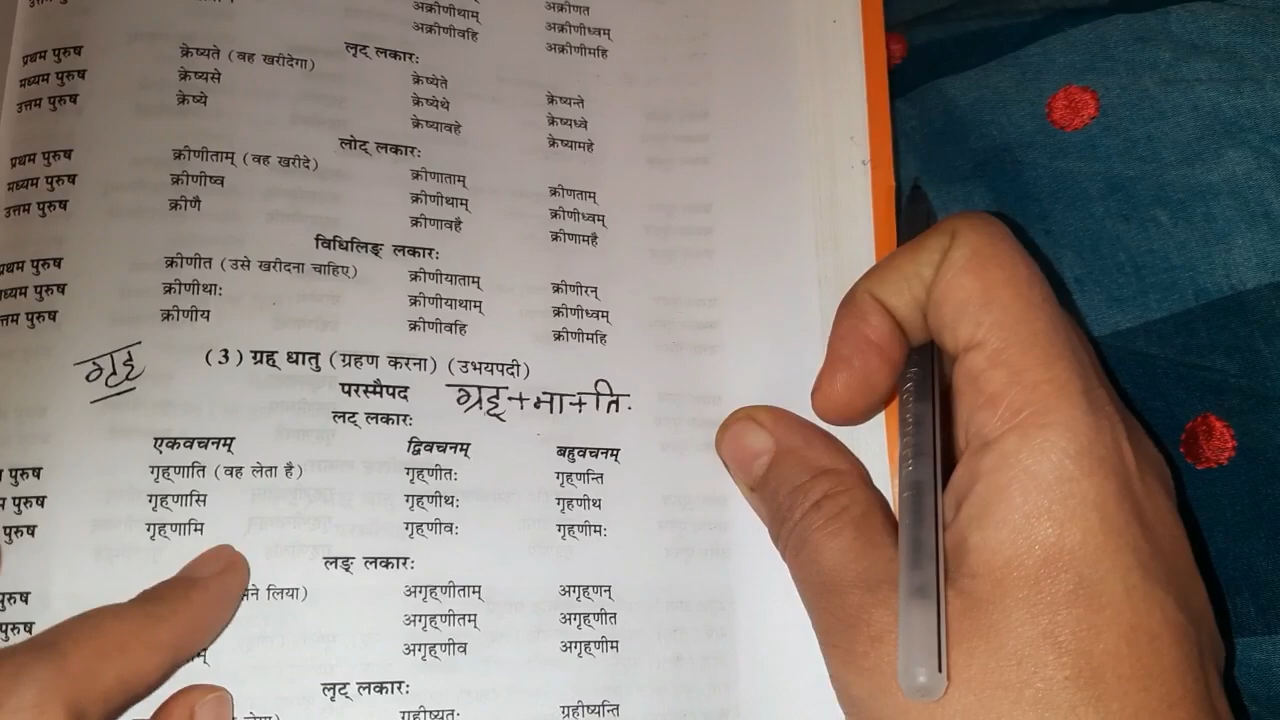 अक्रीणीथाम् अक्रीणत
अक्रीणीवहि अक्रीणीध्वम्
अक्रीणीमहि
लृट् लकारः
प्रथम पुरुष क्रेष्यते (वह खरीदेगा) क्रेष्येते क्रेष्यन्ते
मध्यम पुरुष क्रेष्यसे क्रेष्येथे क्रेष्यध्वे
उत्तम पुरुष क्रेष्ये क्रेष्यावहे क्रेष्यामहे
लोट् लकारः
प्रथम पुरुष क्रीणीताम् (वह खरीदे) क्रीणाताम् क्रीणताम्
मध्यम पुरुष क्रीणीष्व क्रीणीथाम् क्रीणीध्वम्
उत्तम पुरुष क्रीणै क्रीणावहै क्रीणामहै
विधिलिङ् लकारः
प्रथम पुरुष क्रीणीत (उसे खरीदना चाहिए) क्रीणीयाताम् क्रीणीरन्
मध्यम पुरुष क्रीणीथाः क्रीणीयाथाम् क्रीणीध्वम्
त्तम पुरुष क्रीणीय क्रीणीवहि क्रीणीमहि
गृह् (3) ग्रह् धातु (ग्रहण करना) (उभयपदी)
परस्मैपद ग्रह्+ना+ति
लट् लकारः
एकवचनम् द्विवचनम् बहुवचनम्
पुरुष गृह्णाति (वह लेता है) गृह्णीतः गृह्णन्ति
पुरुष गृह्णासि गृह्णीथः गृहणीथ
पुरुष गृह्णामि गृह्णीवः गृह्णीमः
लङ् लकारः
पुरुष ने लिया) अगृह्णीताम् अगृह्णन्
पुरुष अगृह्णीतम् अगृह्णीत
अगृह्णीव अगृह्णीम
लृट् लकारः
ग्रहीष्यतः ग्रहीष्यन्ति